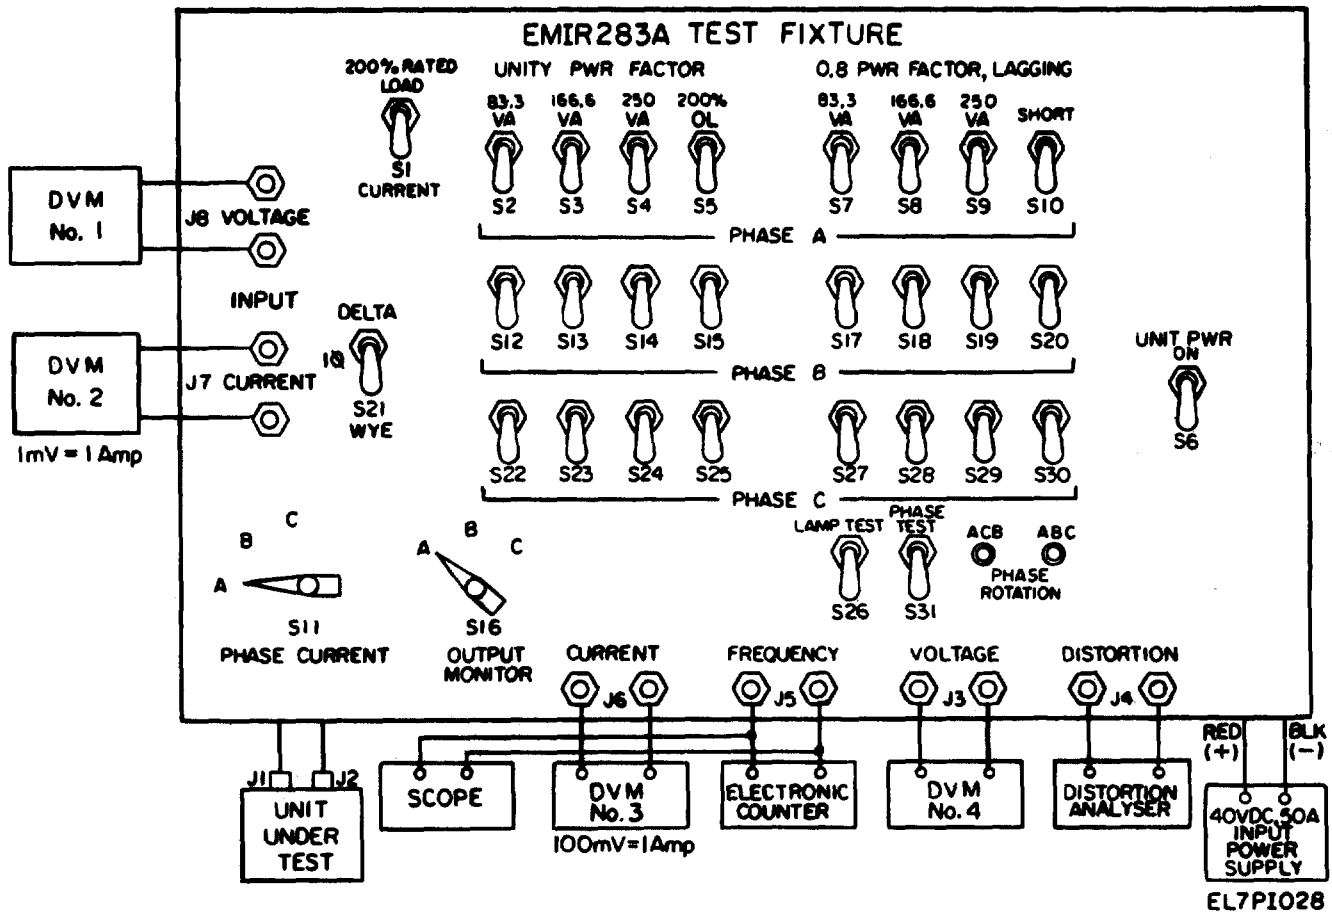 EMIR283A TEST FIXTURE
200% RATED
LOAD
S1
CURRENT
UNITY PWR FACTOR
83.3
VA
166.6
VA
250
VA
200%
OL
0.8 PWR FACTOR, LAGGING
83.3
VA
166.6
VA
250
VA
SHORT
S2 S3 S4 S5 S7 S8 S9 S10
PHASE A
DVM
No. 1
J8 VOLTAGE
INPUT
DVM
No. 2
1mV = 1 Amp
J7 CURRENT
DELTA
1Φ
S21
WYE
S12 S13 S14 S15 S17 S18 S19 S20
PHASE B
UNIT PWR
ON
S6
S22 S23 S24 S25 S27 S28 S29 S30
PHASE C
A B C
S11
PHASE CURRENT
A B C
S16
OUTPUT
MONITOR
LAMP TEST
S26
PHASE
TEST
S31
ACB ABC
PHASE
ROTATION
CURRENT
J6
FREQUENCY
J5
VOLTAGE
J3
DISTORTION
J4
RED
(+)
BLK
(-)
J1 J2
UNIT
UNDER
TEST
SCOPE
DVM
No. 3
100mV=1Amp
ELECTRONIC
COUNTER
DVM
No. 4
DISTORTION
ANALYSER
40VDC, 50A
INPUT
POWER
SUPPLY
EL7PI028